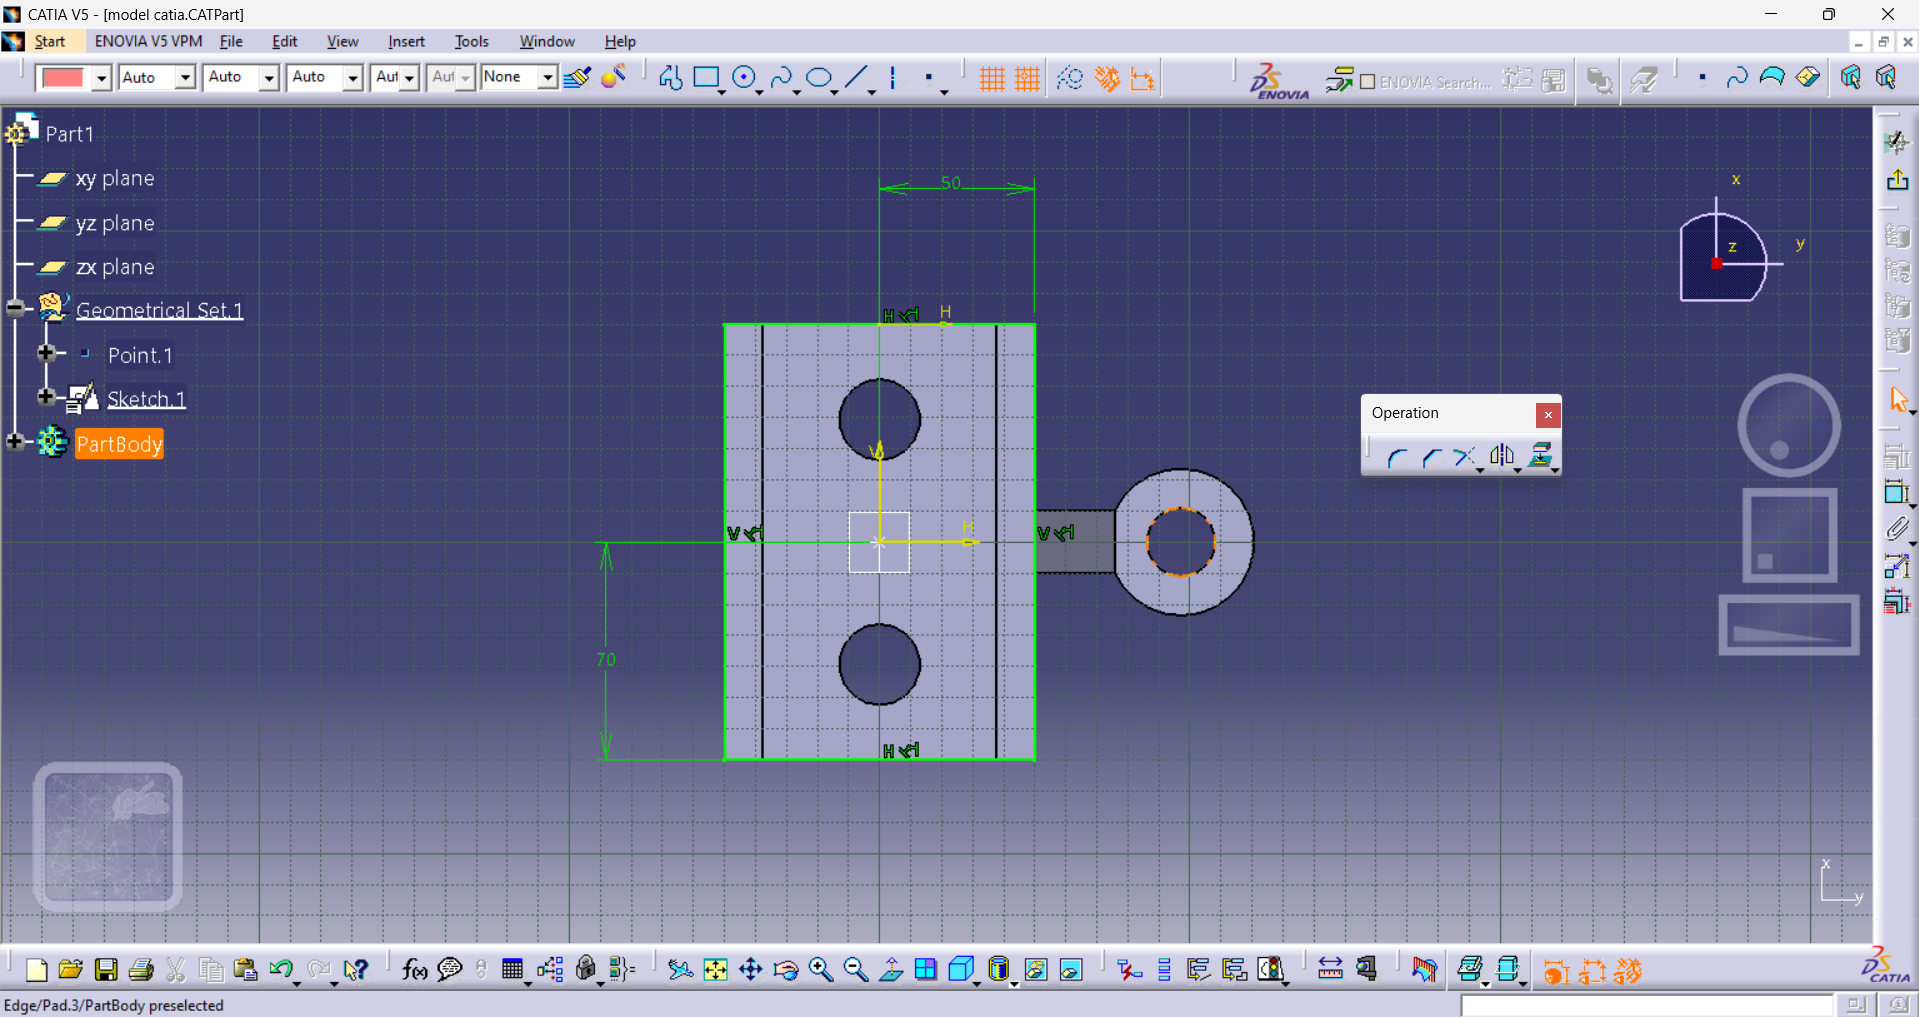 CATIA V5 - [model catia.CATPart]
Start ENOVIA V5 VPM File Edit View Insert Tools Window Help
Auto Auto Auto Aut Aut None ENOVIA ENOVIA Search...
Part1
xy plane
yz plane
zx plane
Geometrical Set.1
Point.1
Sketch.1
PartBody
50
H H
V H V
70
H
x
z y
Operation
x
y
f(x)
CATIA
Edge/Pad.3/PartBody preselected